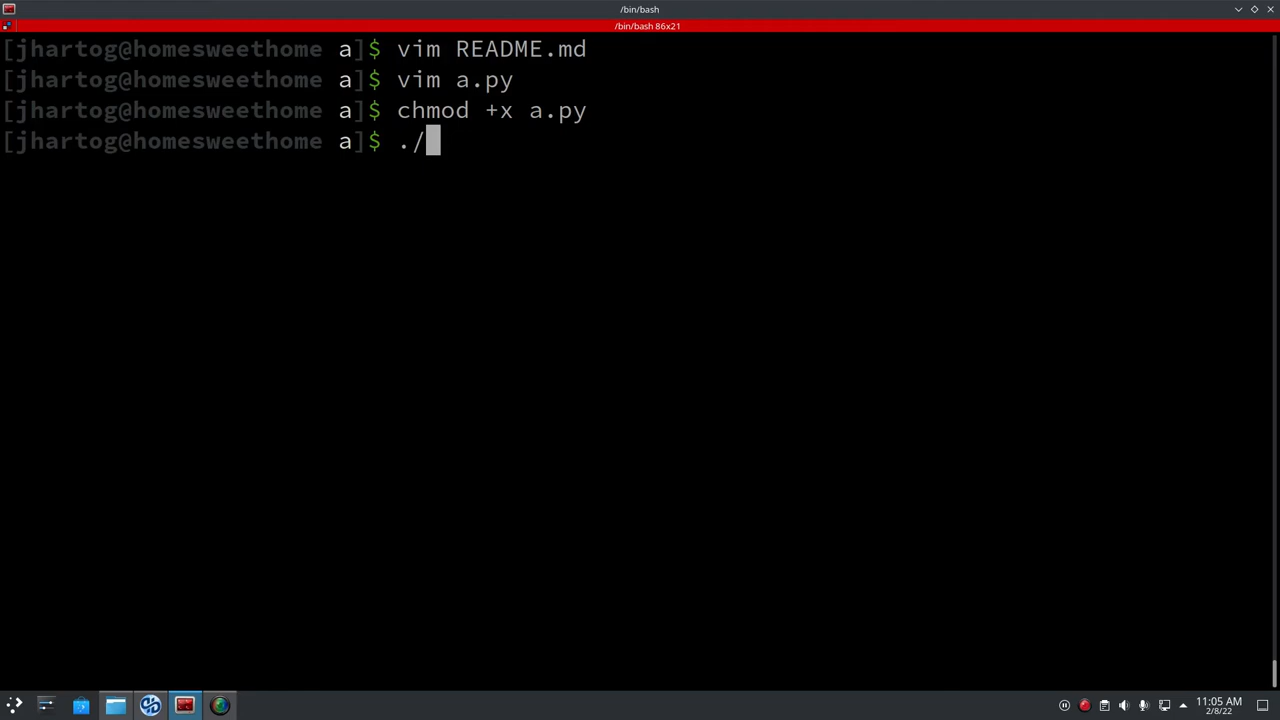 /bin/bash
/bin/bash 86x21
[jhartog@homesweethome a]$ vim README.md
[jhartog@homesweethome a]$ vim a.py
[jhartog@homesweethome a]$ chmod +x a.py
[jhartog@homesweethome a]$ ./
11:05 AM
2/8/22